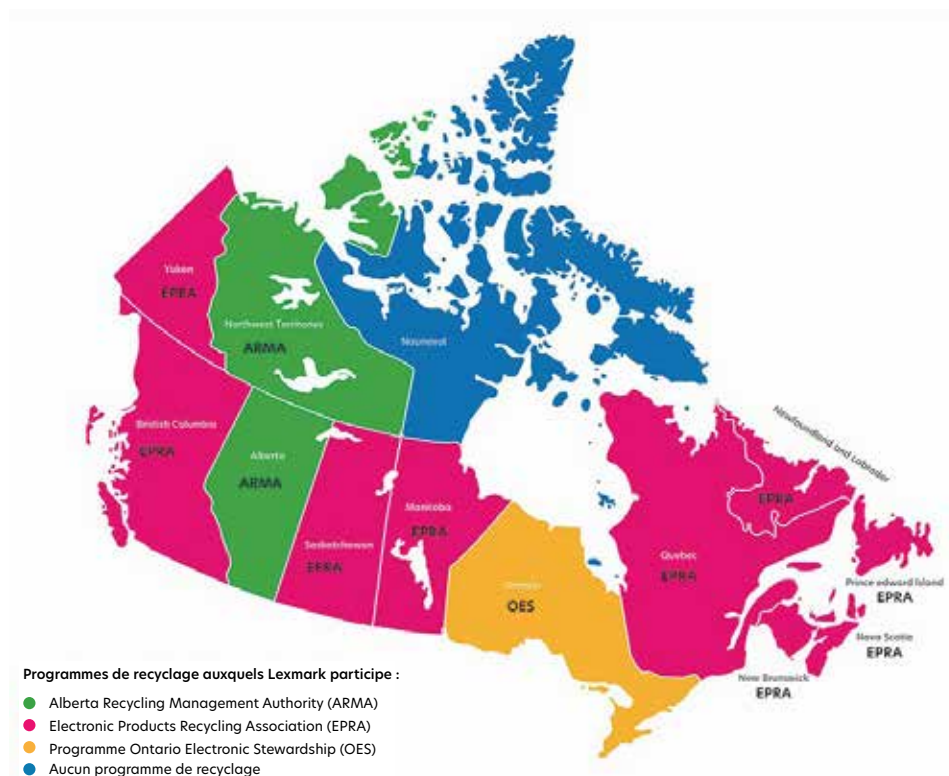 Yukon
EPRA
Northwest Territories
ARMA
Nounavut
British Columbia
EPRA
Alberta
ARMA
Saskatchewan
EPRA
Manitoba
EPRA
Ontario
OES
Quebec
EPRA
Newfoundland and Labrador
EPRA
Prince edward Island
EPRA
Nova Scotia
EPRA
New Brunswick
EPRA
Programmes de recyclage auxquels Lexmark participe :
Alberta Recycling Management Authority (ARMA)
Electronic Products Recycling Association (EPRA)
Programme Ontario Electronic Stewardship (OES)
Aucun programme de recyclage